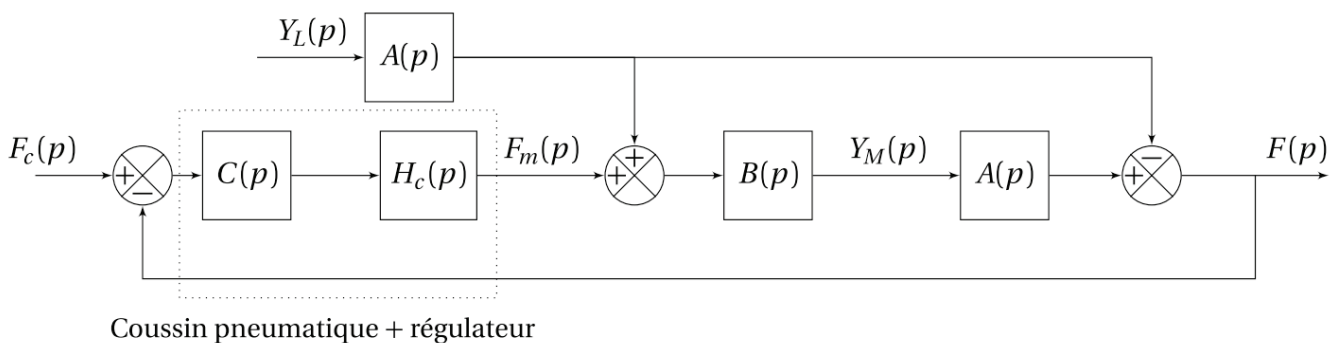 Y_L(p)
A(p)
F_c(p)
+
−
C(p)
H_c(p)
F_m(p)
+
+
B(p)
Y_M(p)
A(p)
−
+
F(p)
Coussin pneumatique + régulateur